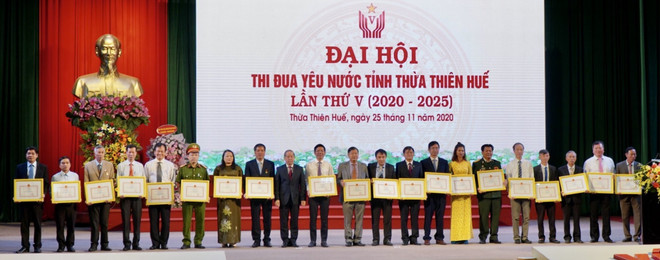 V
ĐẠI HỘI
THI ĐUA YÊU NƯỚC TỈNH THỪA THIÊN HUẾ
LẦN THỨ V (2020 - 2025)
Thừa Thiên Huế, ngày 25 tháng 11 năm 2020